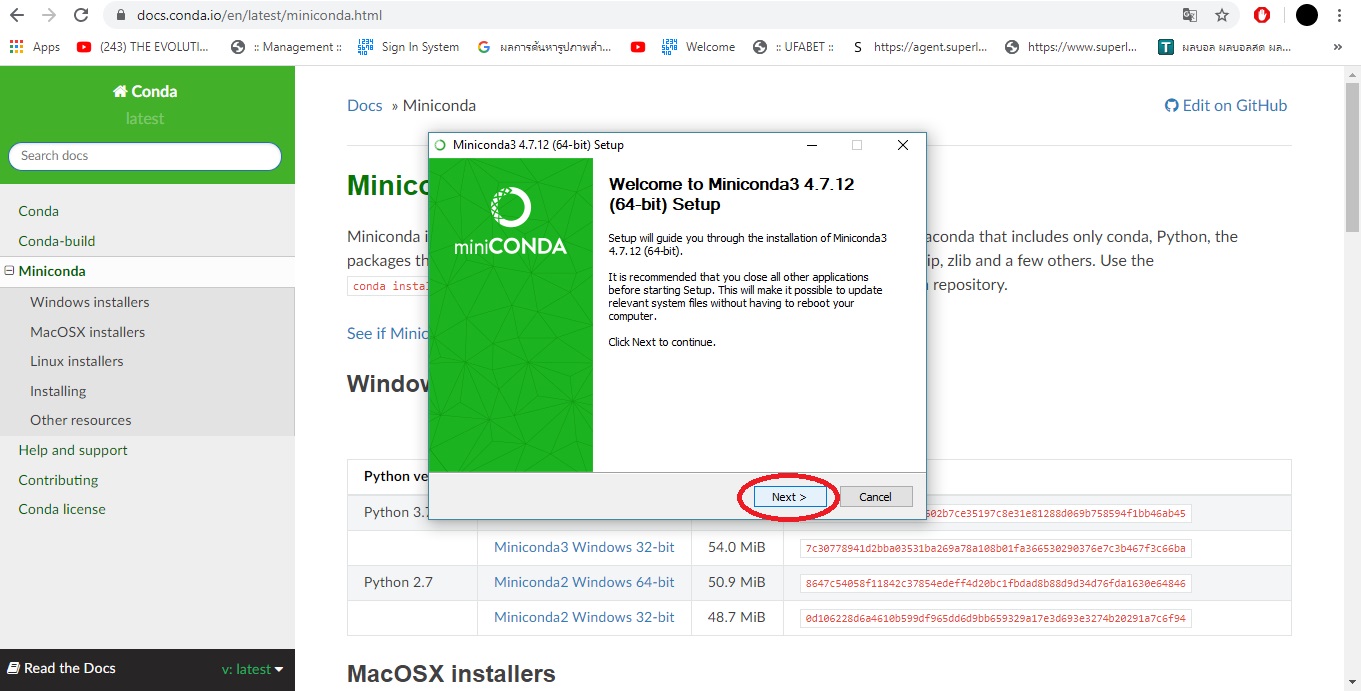 docs.conda.io/en/latest/miniconda.html
Apps
(243) THE EVOLUTI...
:: Management ::
Sign In System
ผลการค้นหารูปภาพสำ...
Welcome
:: UFABET ::
S https://agent.superl...
https://www.superl...
T ผลบอล ผลบอลสด ผล...
»
Conda
latest
Search docs
Conda
Conda-build
Miniconda
Windows installers
MacOSX installers
Linux installers
Installing
Other resources
Help and support
Contributing
Conda license
Read the Docs
v: latest
Docs » Miniconda
Edit on GitHub
Minico
Miniconda i
aconda that includes only conda, Python, the
packages th
ip, zlib and a few others. Use the
conda insta
repository.
See if Minic
Window
Miniconda3 4.7.12 (64-bit) Setup
miniCONDA
Welcome to Miniconda3 4.7.12
(64-bit) Setup
Setup will guide you through the installation of Miniconda3
4.7.12 (64-bit).
It is recommended that you close all other applications
before starting Setup. This will make it possible to update
relevant system files without having to reboot your
computer.
Click Next to continue.
Next >
Cancel
Python ve
Python 3.7
502b7ce35197c8e31e81288d069b758594f1bb46ab45
Miniconda3 Windows 32-bit 54.0 MiB 7c30778941d2bba03531ba269a78a108b01fa366530290376e7c3b467f3c66ba
Python 2.7 Miniconda2 Windows 64-bit 50.9 MiB 8647c54058f11842c37854edeff4d20bc1fbdad8b88d9d34d76fda1630e64846
Miniconda2 Windows 32-bit 48.7 MiB 0d106228d6a4610b599df965dd6d9bb659329a17e3d693e3274b20291a7c6f94
MacOSX installers